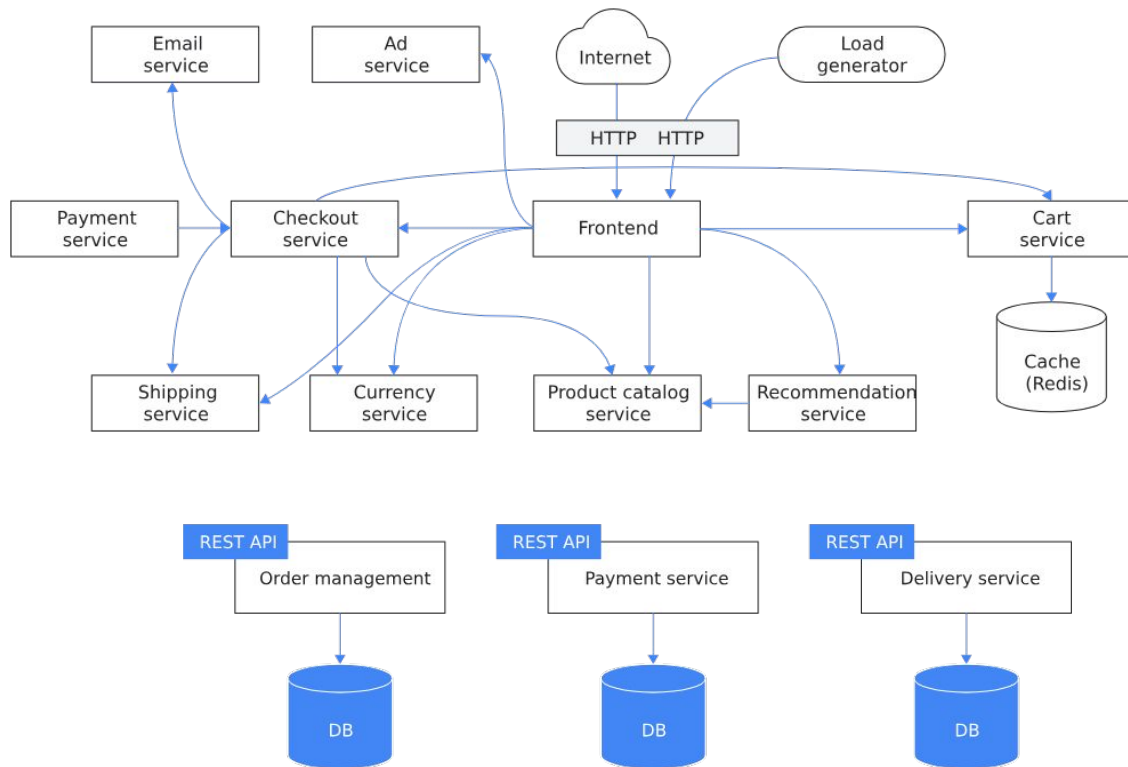 Email
service
Ad
service
Internet
Load
generator
HTTP HTTP
Payment
service
Checkout
service
Frontend
Cart
service
Shipping
service
Currency
service
Product catalog
service
Recommendation
service
Cache
(Redis)
REST API
Order management
DB
REST API
Payment service
DB
REST API
Delivery service
DB